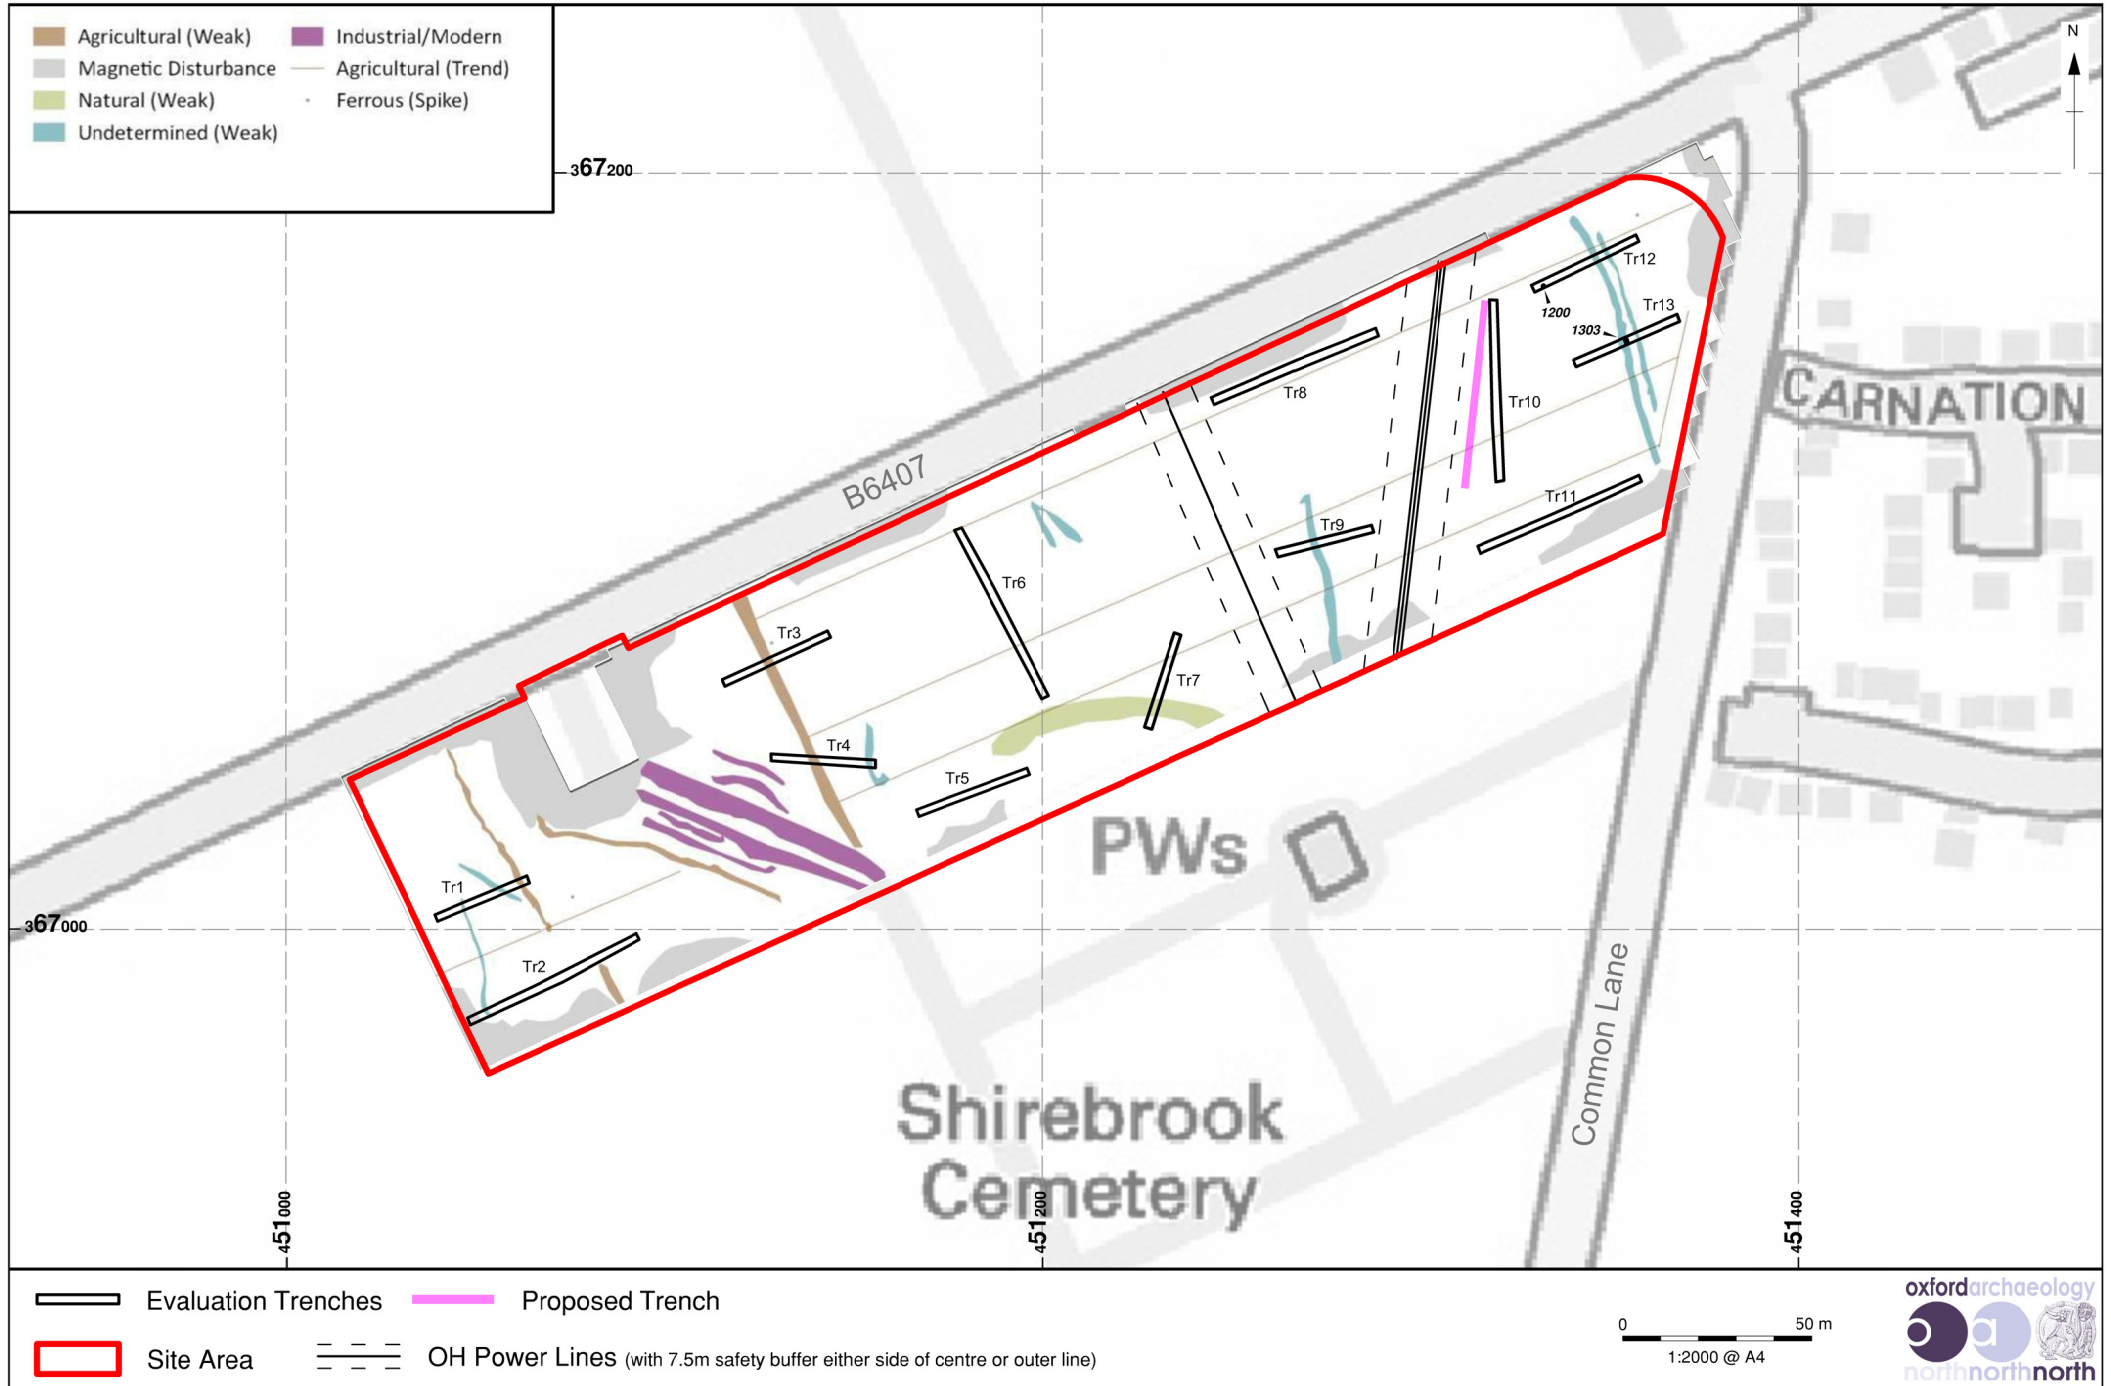 Agricultural (Weak)
Industrial/Modern
Magnetic Disturbance
Agricultural (Trend)
Natural (Weak)
Ferrous (Spike)
Undetermined (Weak)
N
367200
Tr12
1200
Tr13
1303
Tr8
Tr10
CARNATION
B6407
Tr11
Tr9
Tr6
Tr3
Tr7
Tr4
Tr5
PWs
Tr1
367000
Tr2
Common Lane
Shirebrook
Cemetery
451000
451200
451400
Evaluation Trenches
Proposed Trench
Site Area
OH Power Lines (with 7.5m safety buffer either side of centre or outer line)
0 50 m
1:2000 @ A4
oxfordarchaeology
o a
northnorthnorth